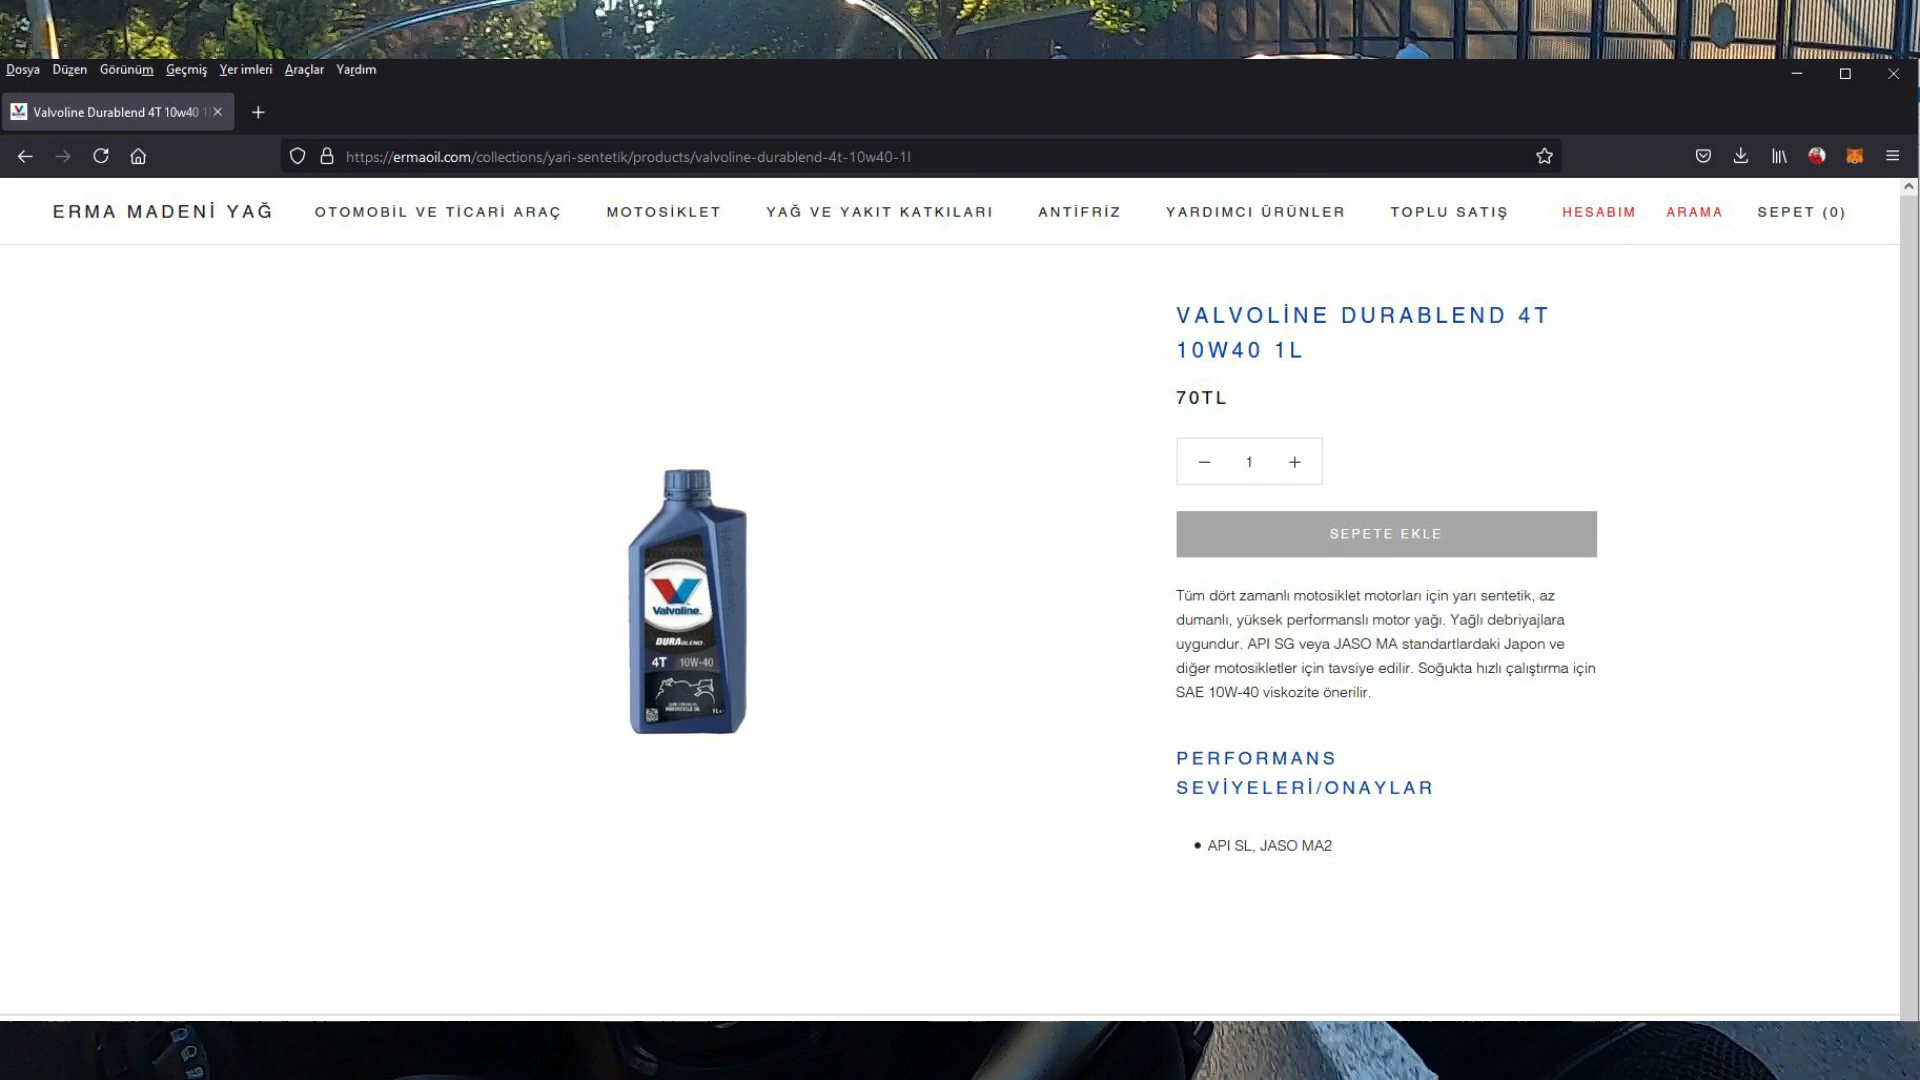 Dosya Düzen Görünüm Geçmiş Yer imleri Araçlar Yardım
Valvoline Durablend 4T 10w40 1
https://ermaoil.com/collections/yari-sentetik/products/valvoline-durablend-4t-10w40-1l
ERMA MADENİ YAĞ OTOMOBİL VE TİCARİ ARAÇ MOTOSİKLET YAĞ VE YAKIT KATKILARI ANTİFRİZ YARDIMCI ÜRÜNLER TOPLU SATIŞ HESABIM ARAMA SEPET (0)
VALVOLİNE DURABLEND 4T
10W40 1L
70TL
1
SEPETE EKLE
Tüm dört zamanlı motosiklet motorları için yarı sentetik, az
dumanlı, yüksek performanslı motor yağı. Yağlı debriyajlara
uygundur. API SG veya JASO MA standartlardaki Japon ve
diğer motosikletler için tavsiye edilir. Soğukta hızlı çalıştırma için
SAE 10W-40 viskozite önerilir.
PERFORMANS
SEVİYELERİ/ONAYLAR
API SL, JASO MA2
Valvoline
DURABLEND
4T 10W-40